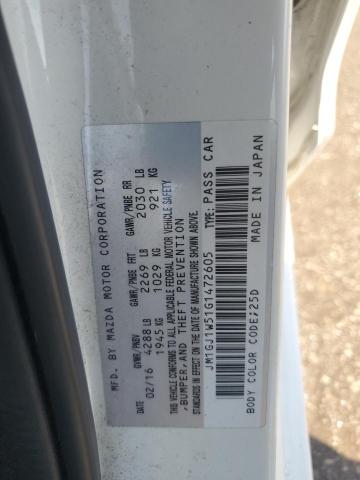 MFD. BY MAZDA MOTOR CORPORATION
GVWR/PNBV GAWR/PNBE FRT GAWR/PNBE RR
02/16 4288 LB 2269 LB 2030 LB
1945 KG 1029 KG 921 KG
THIS VEHICLE CONFORMS TO ALL APPLICABLE FEDERAL MOTOR VEHICLE SAFETY
,BUMPER,AND THEFT PREVENTION
STANDARDS IN EFFECT ON THE DATE OF MANUFACTURE SHOWN ABOVE.
JM1GJ1W51G1472605 TYPE: PASS CAR
BODY COLOR CODE:25D MADE IN JAPAN